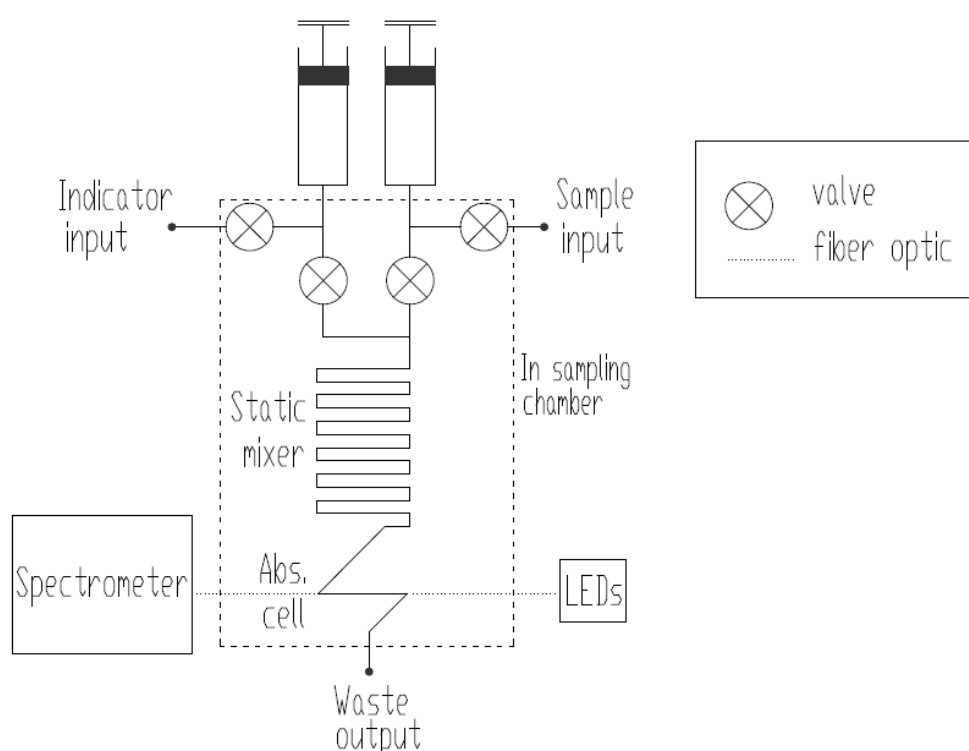 Indicator
input
Sample
input
valve
fiber optic
In sampling
chamber
Static
mixer
Spectrometer
Abs.
cell
LEDs
Waste
output